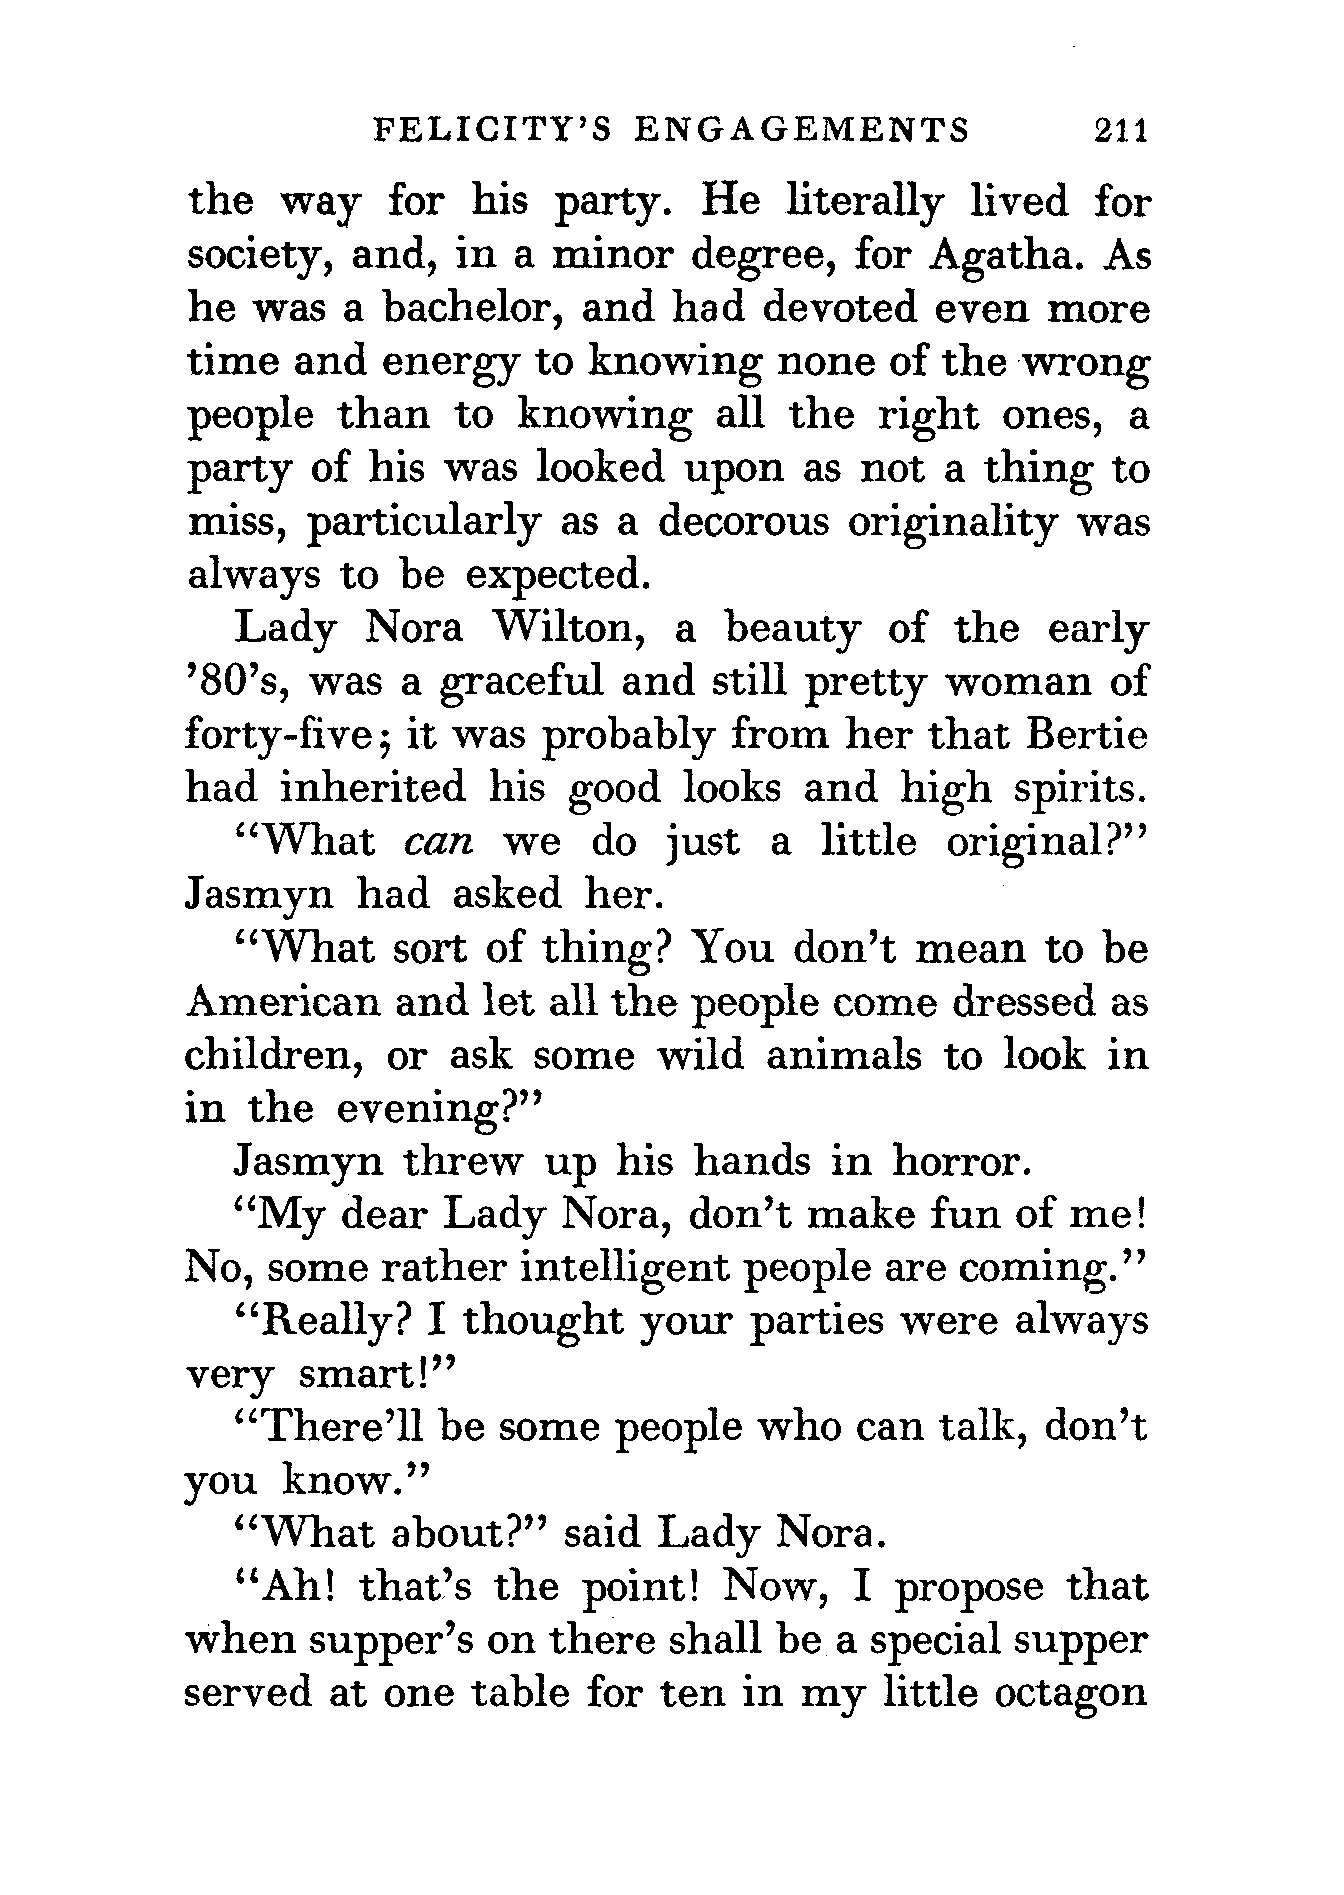 FELICITY'S ENGAGEMENTS 211
the way for his party. He literally lived for
society, and, in a minor degree, for Agatha. As
he was a bachelor, and had devoted even more
time and energy to knowing none of the wrong
people than to knowing all the right ones, a
party of his was looked upon as not a thing to
miss, particularly as a decorous originality was
always to be expected.
Lady Nora Wilton, a beauty of the early
'80's, was a graceful and still pretty woman of
forty-five; it was probably from her that Bertie
had inherited his good looks and high spirits.
"What can we do just a little original?"
Jasmyn had asked her.
"What sort of thing? You don't mean to be
American and let all the people come dressed as
children, or ask some wild animals to look in
in the evening?"
Jasmyn threw up his hands in horror.
"My dear Lady Nora, don't make fun of me!
No, some rather intelligent people are coming."
"Really? I thought your parties were always
very smart!"
"There'll be some people who can talk, don't
you know."
"What about?" said Lady Nora.
"Ah! that's the point! Now, I propose that
when supper's on there shall be a special supper
served at one table for ten in my little octagon